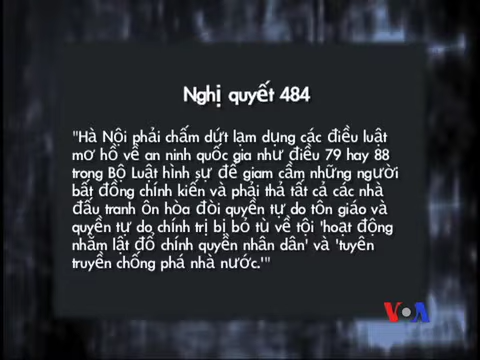 Nghị quyết 484
"Hà Nội phải chấm dứt lạm dụng các điều luật
mơ hồ về an ninh quốc gia như điều 79 hay 88
trong Bộ Luật hình sự để giam cầm những người
bất đồng chính kiến và phải thả tất cả các nhà
đấu tranh ôn hòa đòi quyền tự do tôn giáo và
quyền tự do chính trị bị bỏ tù về tội 'hoạt động
nhằm lật đổ chính quyền nhân dân' và 'tuyên
truyền chống phá nhà nước.'"
VOA